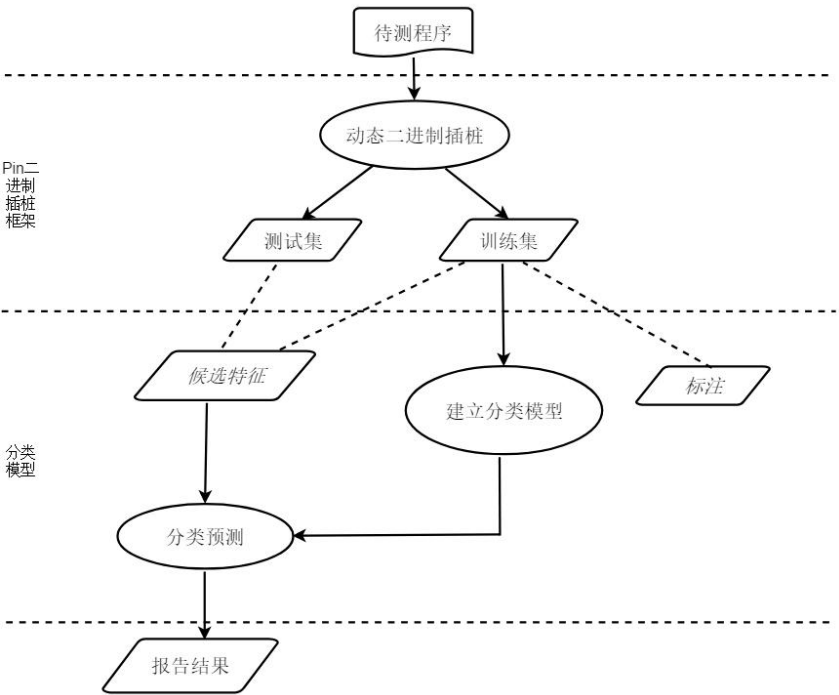 待测程序
动态二进制插桩
Pin二
进制
插桩
框架
测试集
训练集
候选特征
标注
建立分类模型
分类
模型
分类预测
报告结果